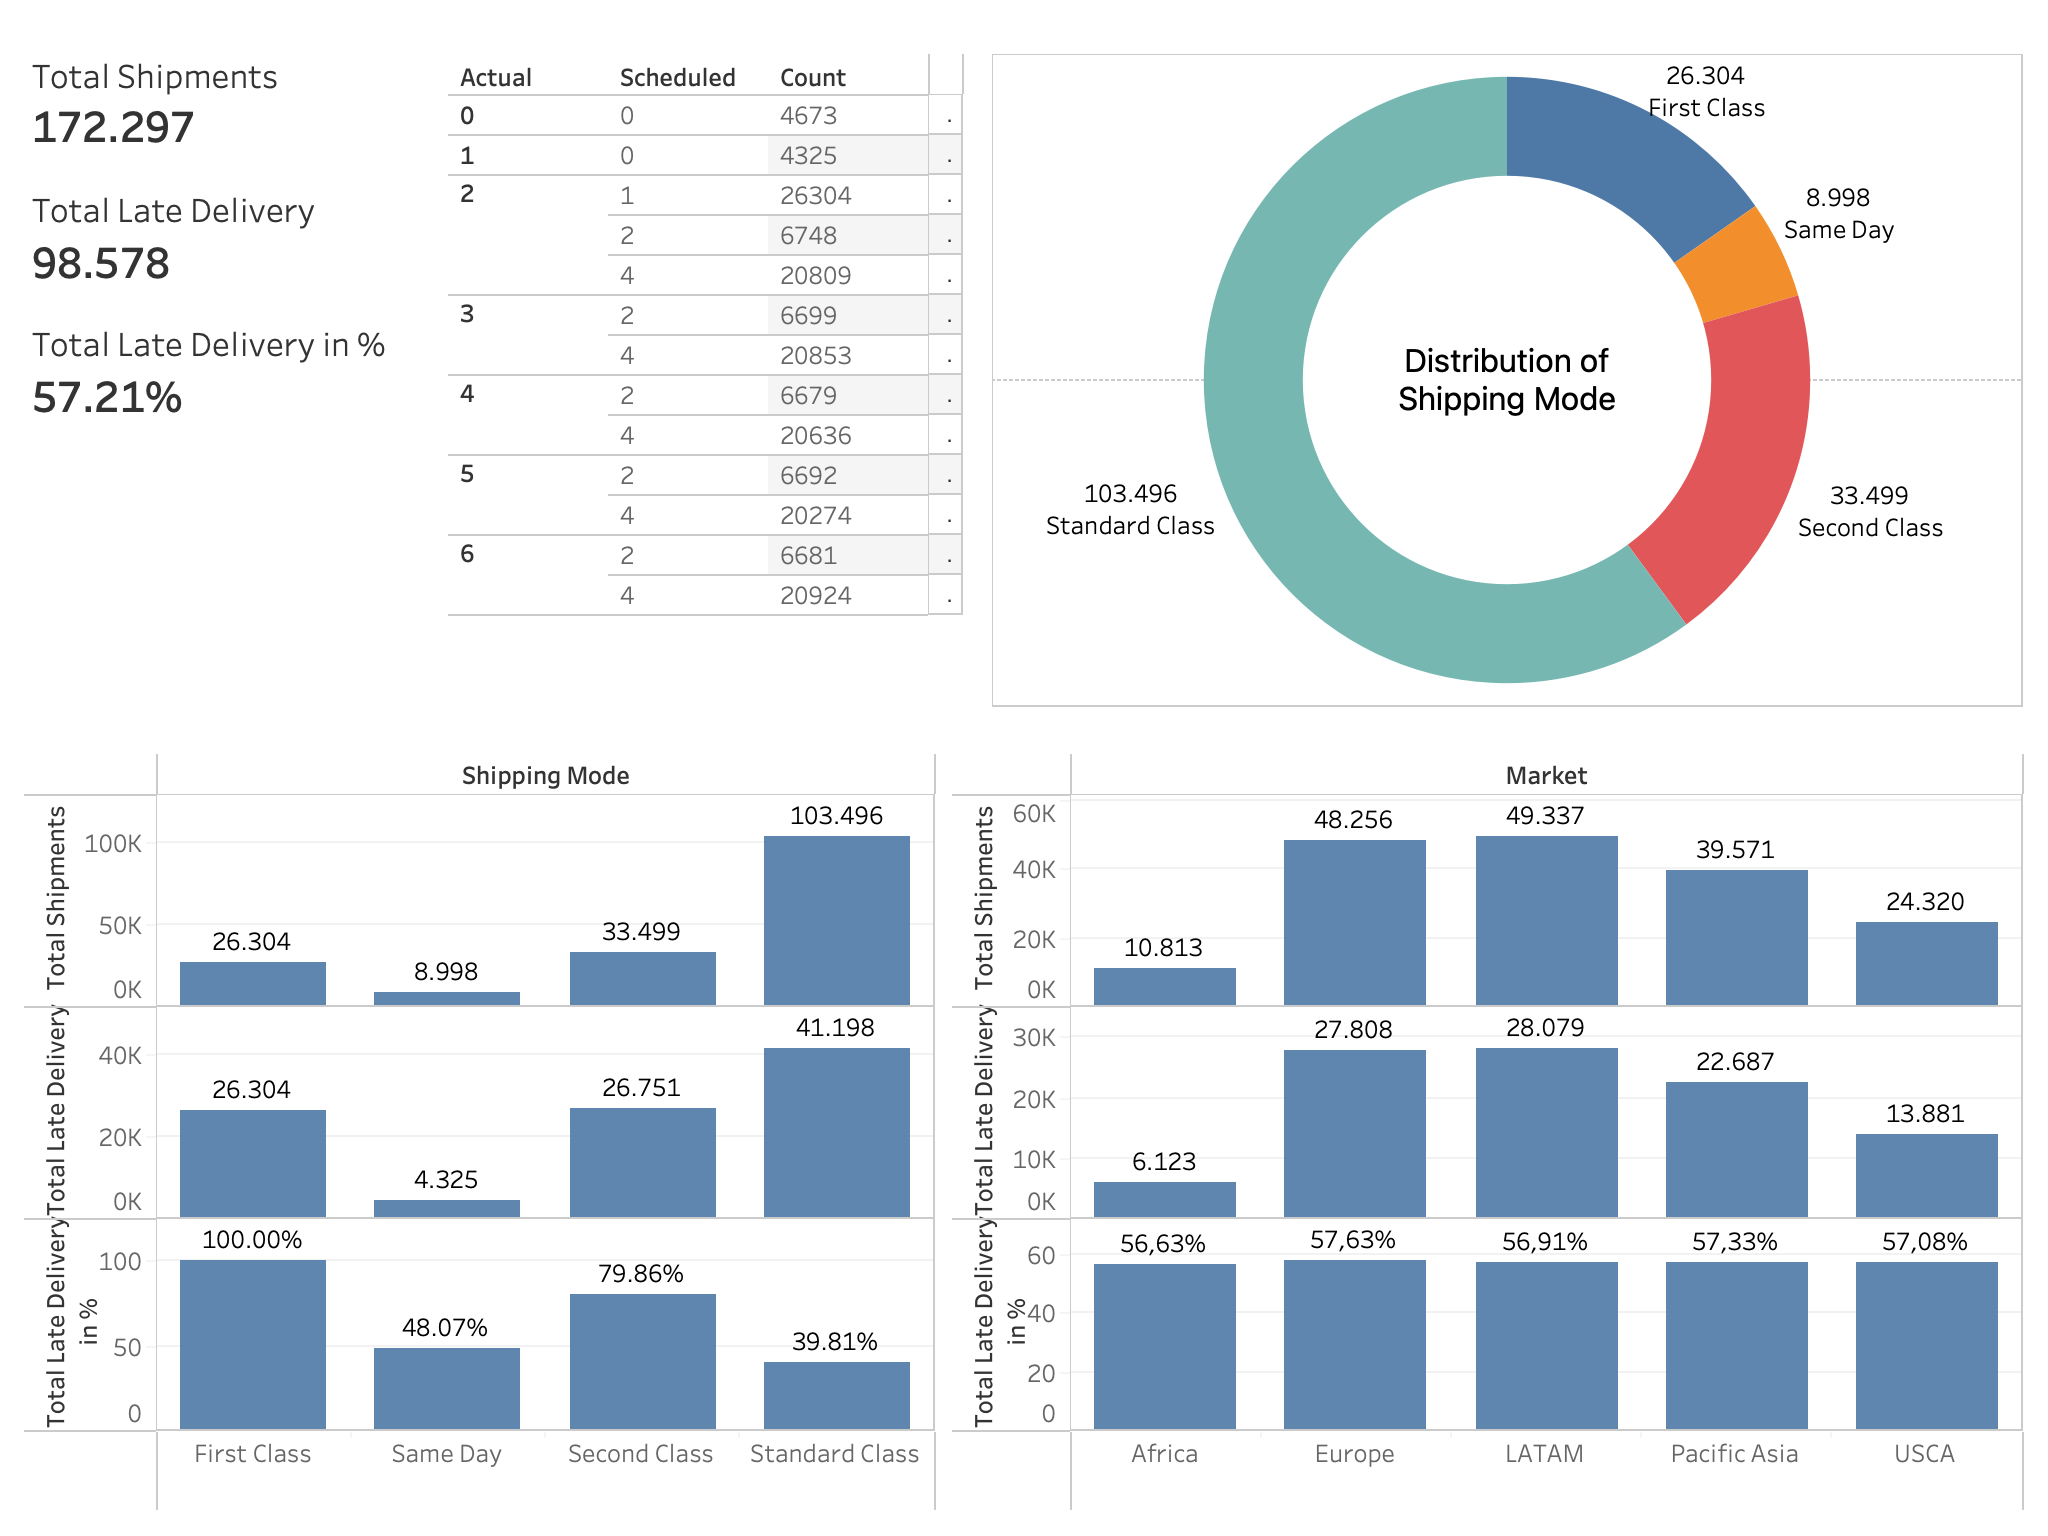 Total Shipments
172.297
Total Late Delivery
98.578
Total Late Delivery in %
57.21%
Actual Scheduled Count
0 0 4673 .
1 0 4325 .
2 1 26304 .
2 6748 .
4 20809 .
3 2 6699 .
4 20853 .
4 2 6679 .
4 20636 .
5 2 6692 .
4 20274 .
6 2 6681 .
4 20924 .
26.304
First Class
8.998
Same Day
Distribution of
Shipping Mode
103.496
Standard Class
33.499
Second Class
Shipping Mode
Total Shipments
100K
50K
0K
26.304 8.998 33.499 103.496
Total Late Delivery
40K
20K
0K
26.304 4.325 26.751 41.198
Total Late Delivery
in %
100
50
0
100.00% 48.07% 79.86% 39.81%
First Class Same Day Second Class Standard Class
Market
Total Shipments
60K
40K
20K
0K
10.813 48.256 49.337 39.571 24.320
Total Late Delivery
30K
20K
10K
0K
6.123 27.808 28.079 22.687 13.881
Total Late Delivery
in %
60
40
20
0
56,63% 57,63% 56,91% 57,33% 57,08%
Africa Europe LATAM Pacific Asia USCA